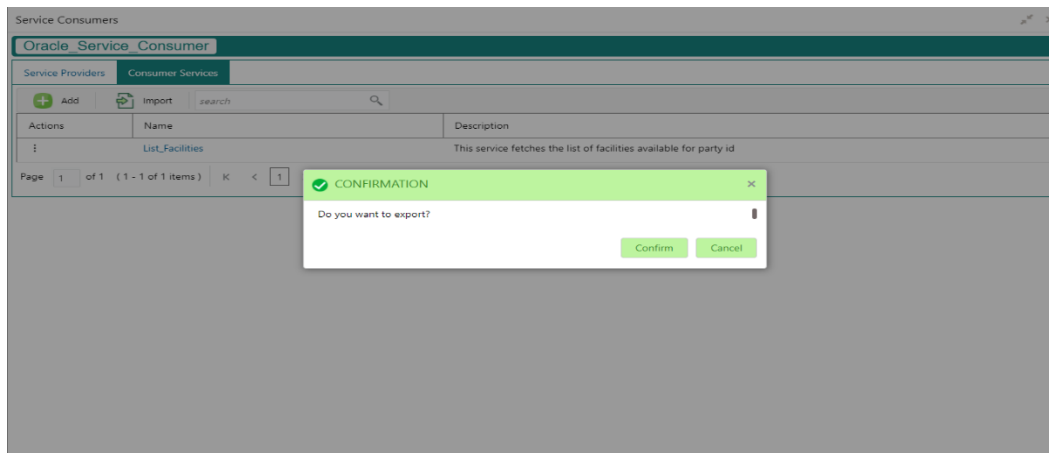 Service Consumers
Oracle_Service_Consumer
Service Providers Consumer Services
Add Import search
Actions Name Description
List_Facilities This service fetches the list of facilities available for party id
Page 1 of 1 (1 - 1 of 1 items) K < 1
CONFIRMATION
Do you want to export?
Confirm Cancel